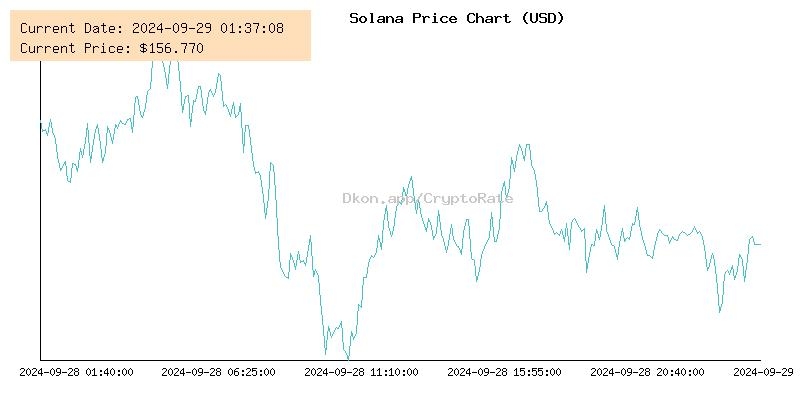 Solana Price Chart (USD)
Current Date: 2024-09-29 01:37:08
Current Price: $156.770
Dkon.app/CryptoRate
2024-09-28 01:40:00 2024-09-28 06:25:00 2024-09-28 11:10:00 2024-09-28 15:55:00 2024-09-28 20:40:00 2024-09-29